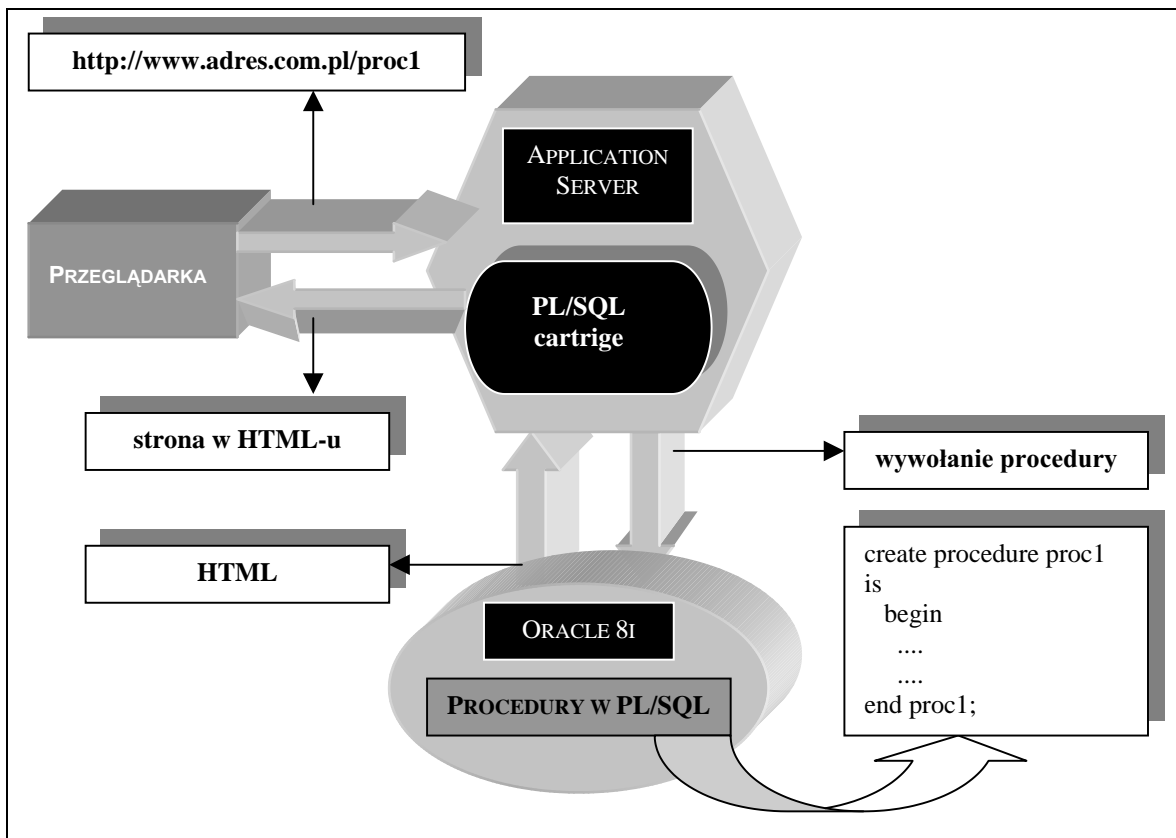 http://www.adres.com.pl/proc1
APPLICATION
SERVER
PRZEGLĄDARKA
PL/SQL
cartrige
strona w HTML-u
wywołanie procedury
HTML
create procedure proc1
is
begin
....
....
end proc1;
ORACLE 8I
PROCEDURY W PL/SQL